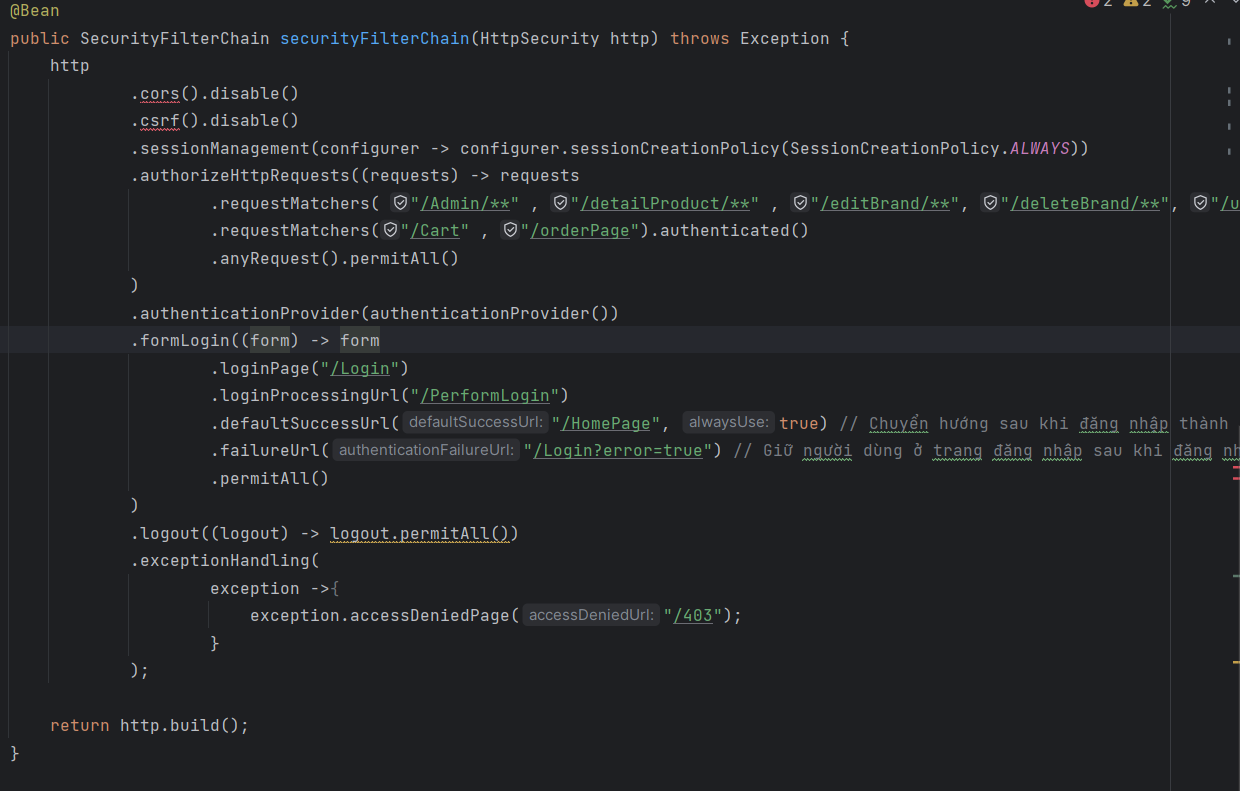 @Bean
public SecurityFilterChain securityFilterChain(HttpSecurity http) throws Exception {
http
.cors().disable()
.csrf().disable()
.sessionManagement(configurer -> configurer.sessionCreationPolicy(SessionCreationPolicy.ALWAYS))
.authorizeHttpRequests((requests) -> requests
.requestMatchers( "/Admin/**" , "/detailProduct/**" , "/editBrand/**", "/deleteBrand/**", "/u
.requestMatchers("/Cart" , "/orderPage").authenticated()
.anyRequest().permitAll()
)
.authenticationProvider(authenticationProvider())
.formLogin((form) -> form
.loginPage("/Login")
.loginProcessingUrl("/PerformLogin")
.defaultSuccessUrl( defaultSuccessUrl: "/HomePage", alwaysUse: true) // Chuyển hướng sau khi đăng nhập thành
.failureUrl( authenticationFailureUrl: "/Login?error=true") // Giữ người dùng ở trang đăng nhập sau khi đăng nh
.permitAll()
)
.logout((logout) -> logout.permitAll())
.exceptionHandling(
exception ->{
exception.accessDeniedPage( accessDeniedUrl: "/403");
}
);
return http.build();
}